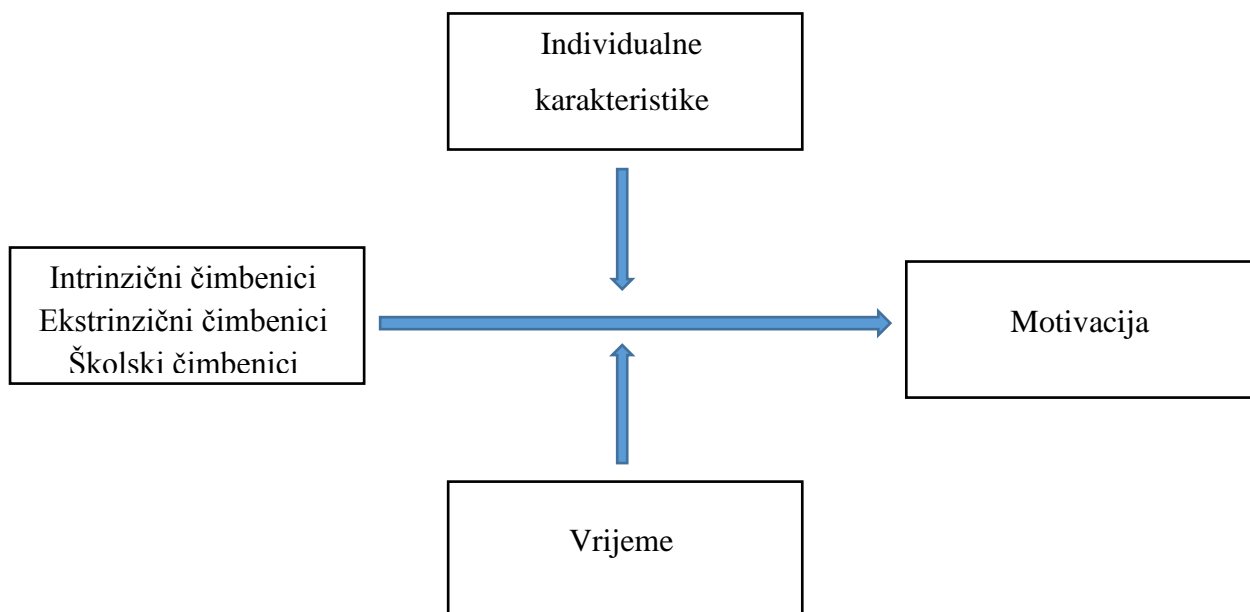 Individualne
karakteristike
Intrinzični čimbenici
Ekstrinzični čimbenici
Školski čimbenici
Motivacija
Vrijeme